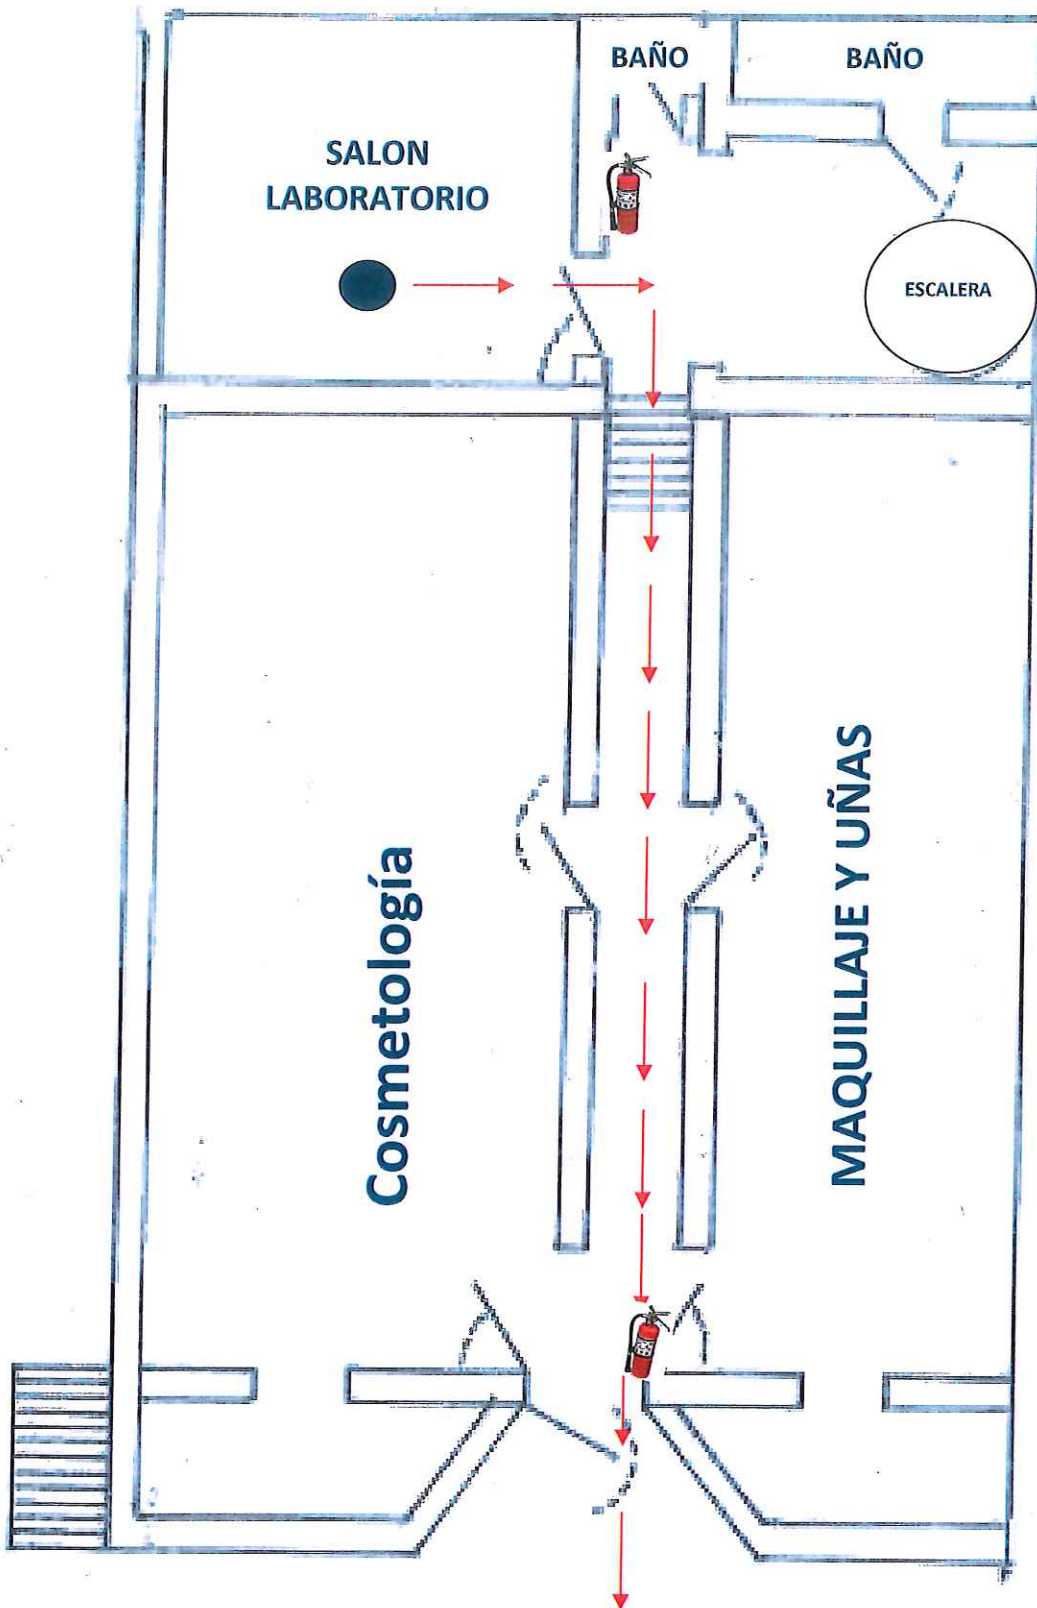 BAÑO
BAÑO
SALON
LABORATORIO
ESCALERA
Cosmetología
MAQUILLAJE Y UÑAS